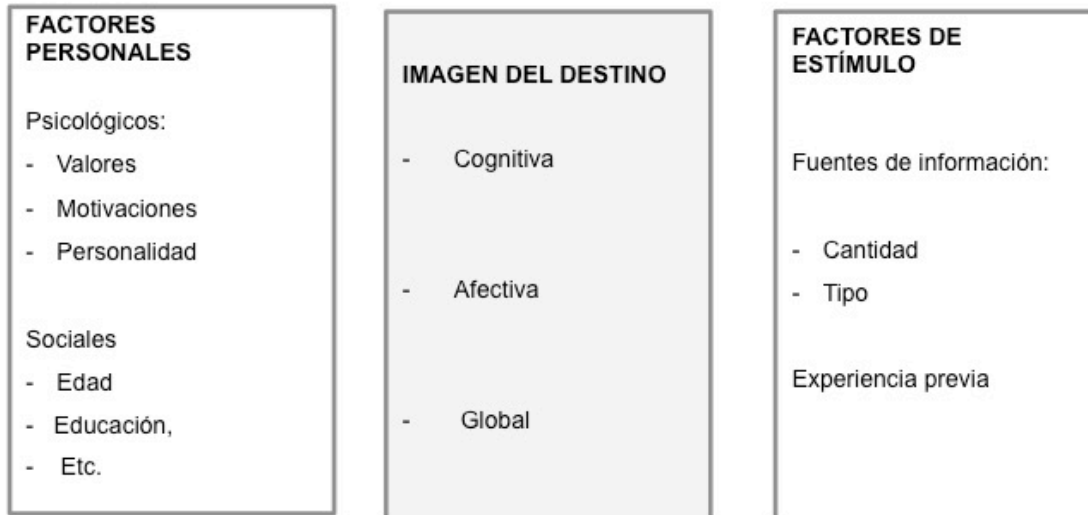 FACTORES
PERSONALES
Psicológicos:
- Valores
- Motivaciones
- Personalidad
Sociales
- Edad
- Educación,
- Etc.
IMAGEN DEL DESTINO
- Cognitiva
- Afectiva
- Global
FACTORES DE
ESTÍMULO
Fuentes de información:
- Cantidad
- Tipo
Experiencia previa